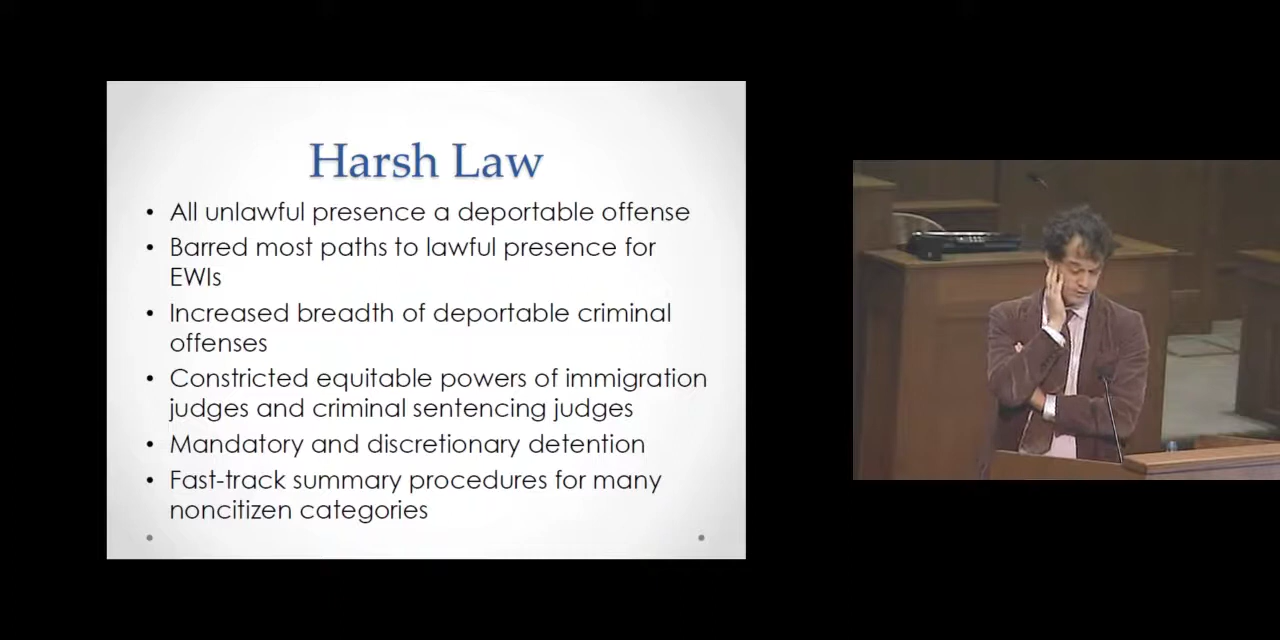 Harsh Law
• All unlawful presence a deportable offense
• Barred most paths to lawful presence for
EWIs
• Increased breadth of deportable criminal
offenses
• Constricted equitable powers of immigration
judges and criminal sentencing judges
• Mandatory and discretionary detention
• Fast-track summary procedures for many
noncitizen categories